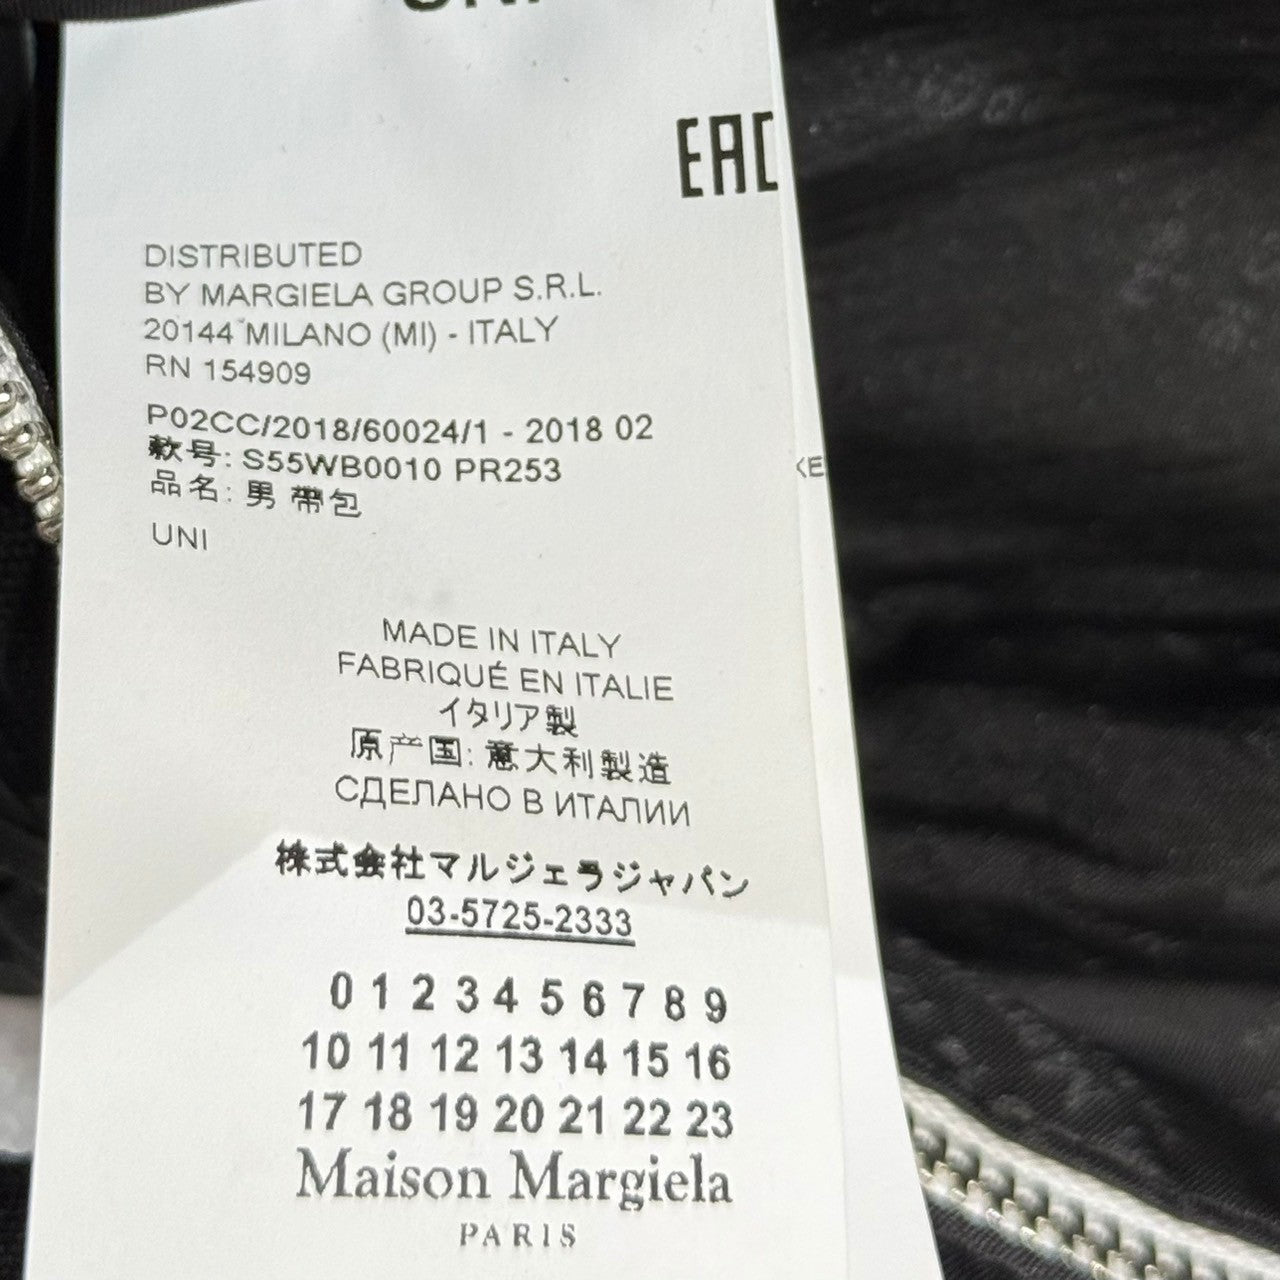 UNI
EAC
DISTRIBUTED
BY MARGIELA GROUP S.R.L.
20144 MILANO (MI) - ITALY
RN 154909
P02CC/2018/60024/1 - 2018 02
款号: S55WB0010 PR253
品名: 男 帶包
UNI
MADE IN ITALY
FABRIQUÉ EN ITALIE
イタリア製
原产国: 意大利製造
СДЕЛАНО В ИТАЛИИ
株式会社マルジェラジャパン
03-5725-2333
0 1 2 3 4 5 6 7 8 9
10 11 12 13 14 15 16
17 18 19 20 21 22 23
Maison Margiela
PARIS